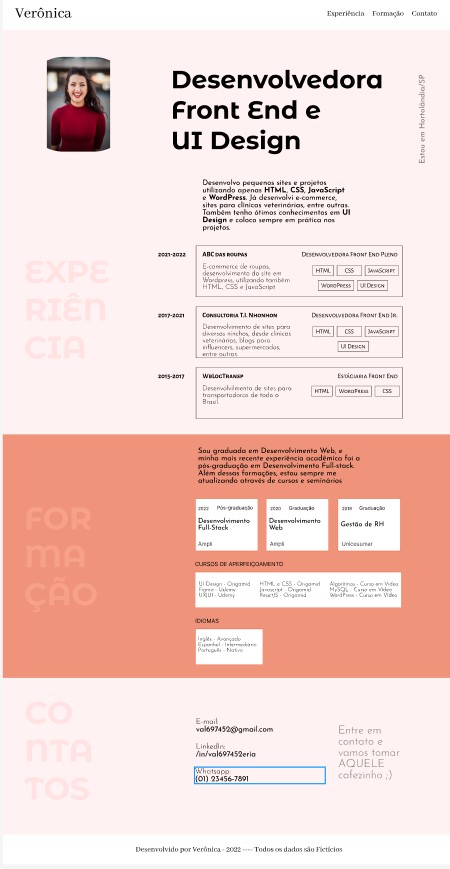 Verônica
Experiência Formação Contato
Desenvolvedora
Front End e
UI Design
Estou em Hortolândia/SP
Desenvolvo pequenos sites e projetos
utilizando apenas HTML, CSS, JavaScript
e WordPress. Já desenvolvi e-commerce,
sites para clínicas veterinárias, entre outras.
Também tenho ótimos conhecimentos em UI
Design e coloco sempre em prática nos
projetos.
EXPE
RIÊN
CIA
2021-2022
ABC das roupas
Desenvolvedora Front End Pleno
E-commerce de roupas,
desenvolvimento da site em
Wordpress, utilizando também
HTML, CSS e JavaScript
HTML CSS JavaScript
WordPress UI Design
2017-2021
Consultoria T.I. Nhonhon
Desenvolvedora Front End Jr.
Desenvolvimento de sites para
diversos ninchos, desde clínicas
veterinárias, blogs para
influencers, supermercados,
entre outras.
HTML CSS JavaScript
UI Design
2015-2017
WeblogTransp
Estágiaria Front End
Desenvolvimento de sites para
transportadoras de todo o
Brasil.
HTML WordPress CSS
FOR
MA
ÇÃO
Sou graduada em Desenvolvimento Web, e
minha mais recente experiência acadêmica foi a
pós-graduação em Desenvolvimento Full-stack.
Além dessas formações, estou sempre me
atualizando através de cursos e seminários
2022 Pós-graduação
Desenvolvimento
Full-Stack
Ampli
2020 Graduação
Desenvolvimento
Web
Ampli
2018 Graduação
Gestão de RH
Unicesumar
CURSOS DE APERFEIÇOAMENTO
UI Design - Origamid
Figma - Udemy
UX|UI - Udemy
HTML e CSS - Origamid
Javascript - Origamid
ReactJS - Origamid
Algoritmos - Curso em Vídeo
MySQL - Curso em Vídeo
WordPress - Curso em Vídeo
IDIOMAS
Inglês - Avançado
Espanhol - Intermediário
Português - Nativo
CO
NTA
TOS
E-mail:
val697452@gmail.com
LinkedIn:
/in/val697452eria
Whatsapp:
(01) 23456-7891
Entre em
contato e
vamos tomar
AQUELE
cafezinho ;)
Desenvolvido por Verônica - 2022 ---- Todos os dados são Fictícios